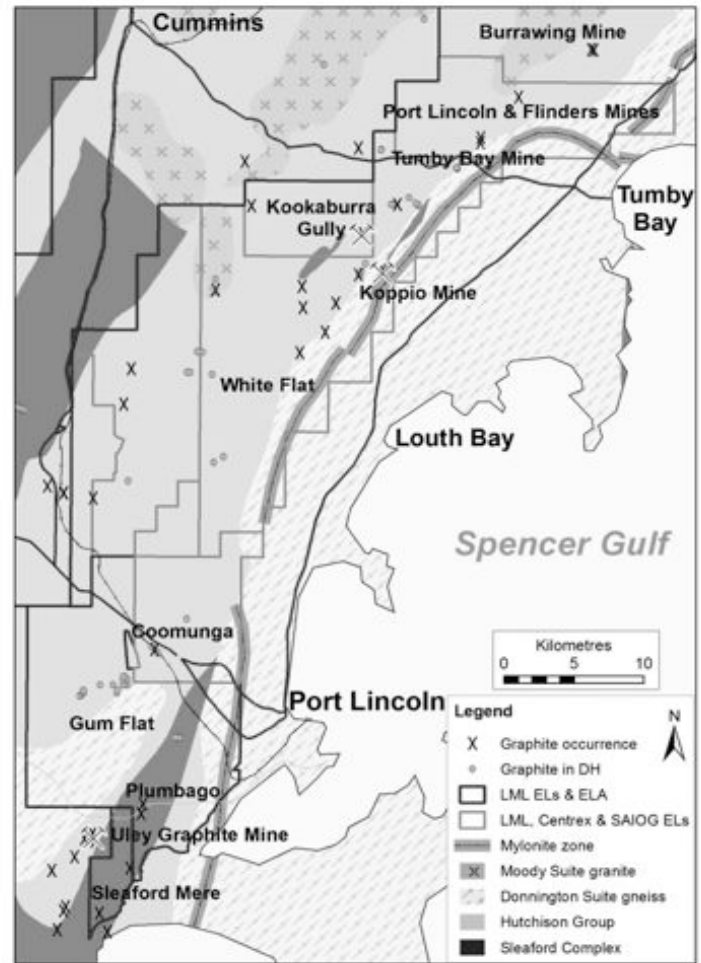 Cummins
Burrawing Mine
Port Lincoln & Flinders Mines
Tumby Bay Mine
Tumby
Bay
Kookaburra
Gully
Koppio Mine
White Flat
Louth Bay
Spencer Gulf
Coomunga
Kilometres
0 5 10
Port Lincoln
Gum Flat
Plumbago
Uley Graphite Mine
Sleaford Mere
Legend
N
X Graphite occurrence
Graphite in DH
LML ELs & ELA
LML, Centrex & SAIOG ELs
Mylonite zone
Moody Suite granite
Donnington Suite gneiss
Hutchison Group
Sleaford Complex